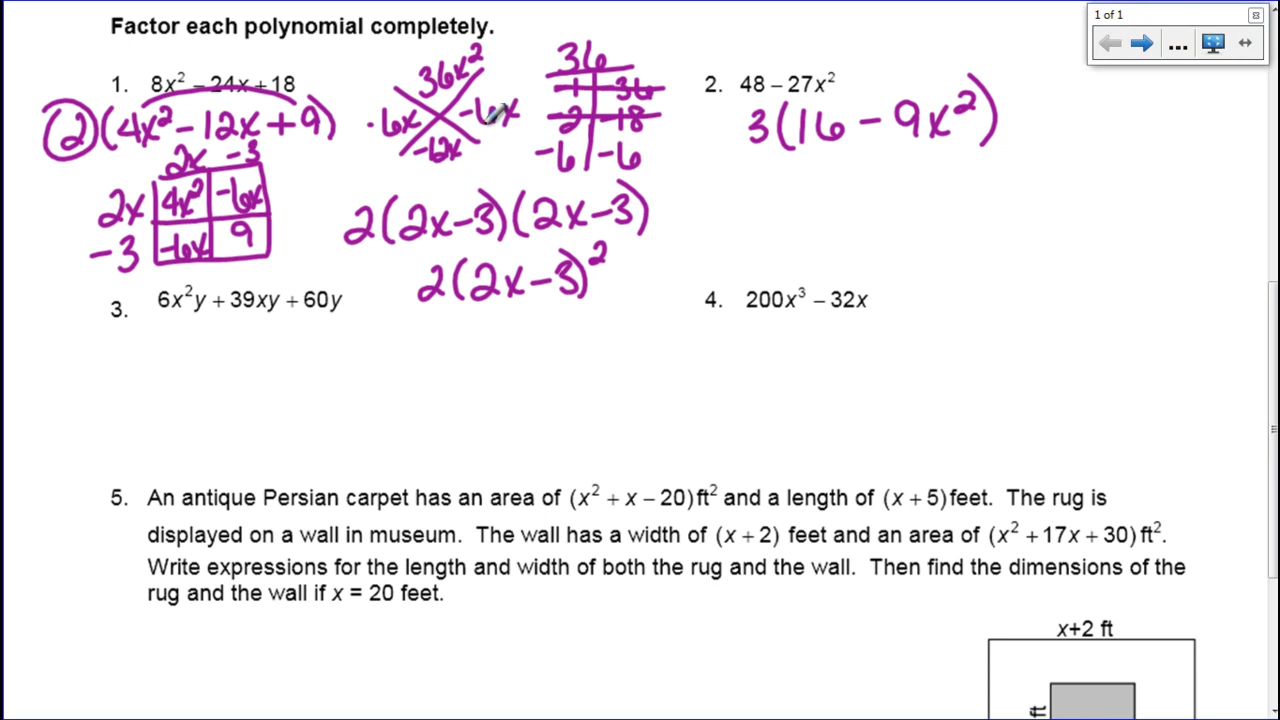 Factor each polynomial completely.
1 of 1
...
1. 8x² – 24x + 18
2(4x² – 12x + 9)
2x -3
2x 4x² -6x
-3 -6x 9
36x²
-6x -6x
-12x
36
1 36
-2 -18
-6 -6
2(2x-3)(2x-3)
2(2x-3)²
2. 48 – 27x²
3(16 – 9x²)
3. 6x²y + 39xy + 60y
4. 200x³ – 32x
5. An antique Persian carpet has an area of (x² + x – 20) ft² and a length of (x + 5) feet. The rug is
displayed on a wall in museum. The wall has a width of (x + 2) feet and an area of (x² + 17x + 30) ft².
Write expressions for the length and width of both the rug and the wall. Then find the dimensions of the
rug and the wall if x = 20 feet.
x+2 ft
ft